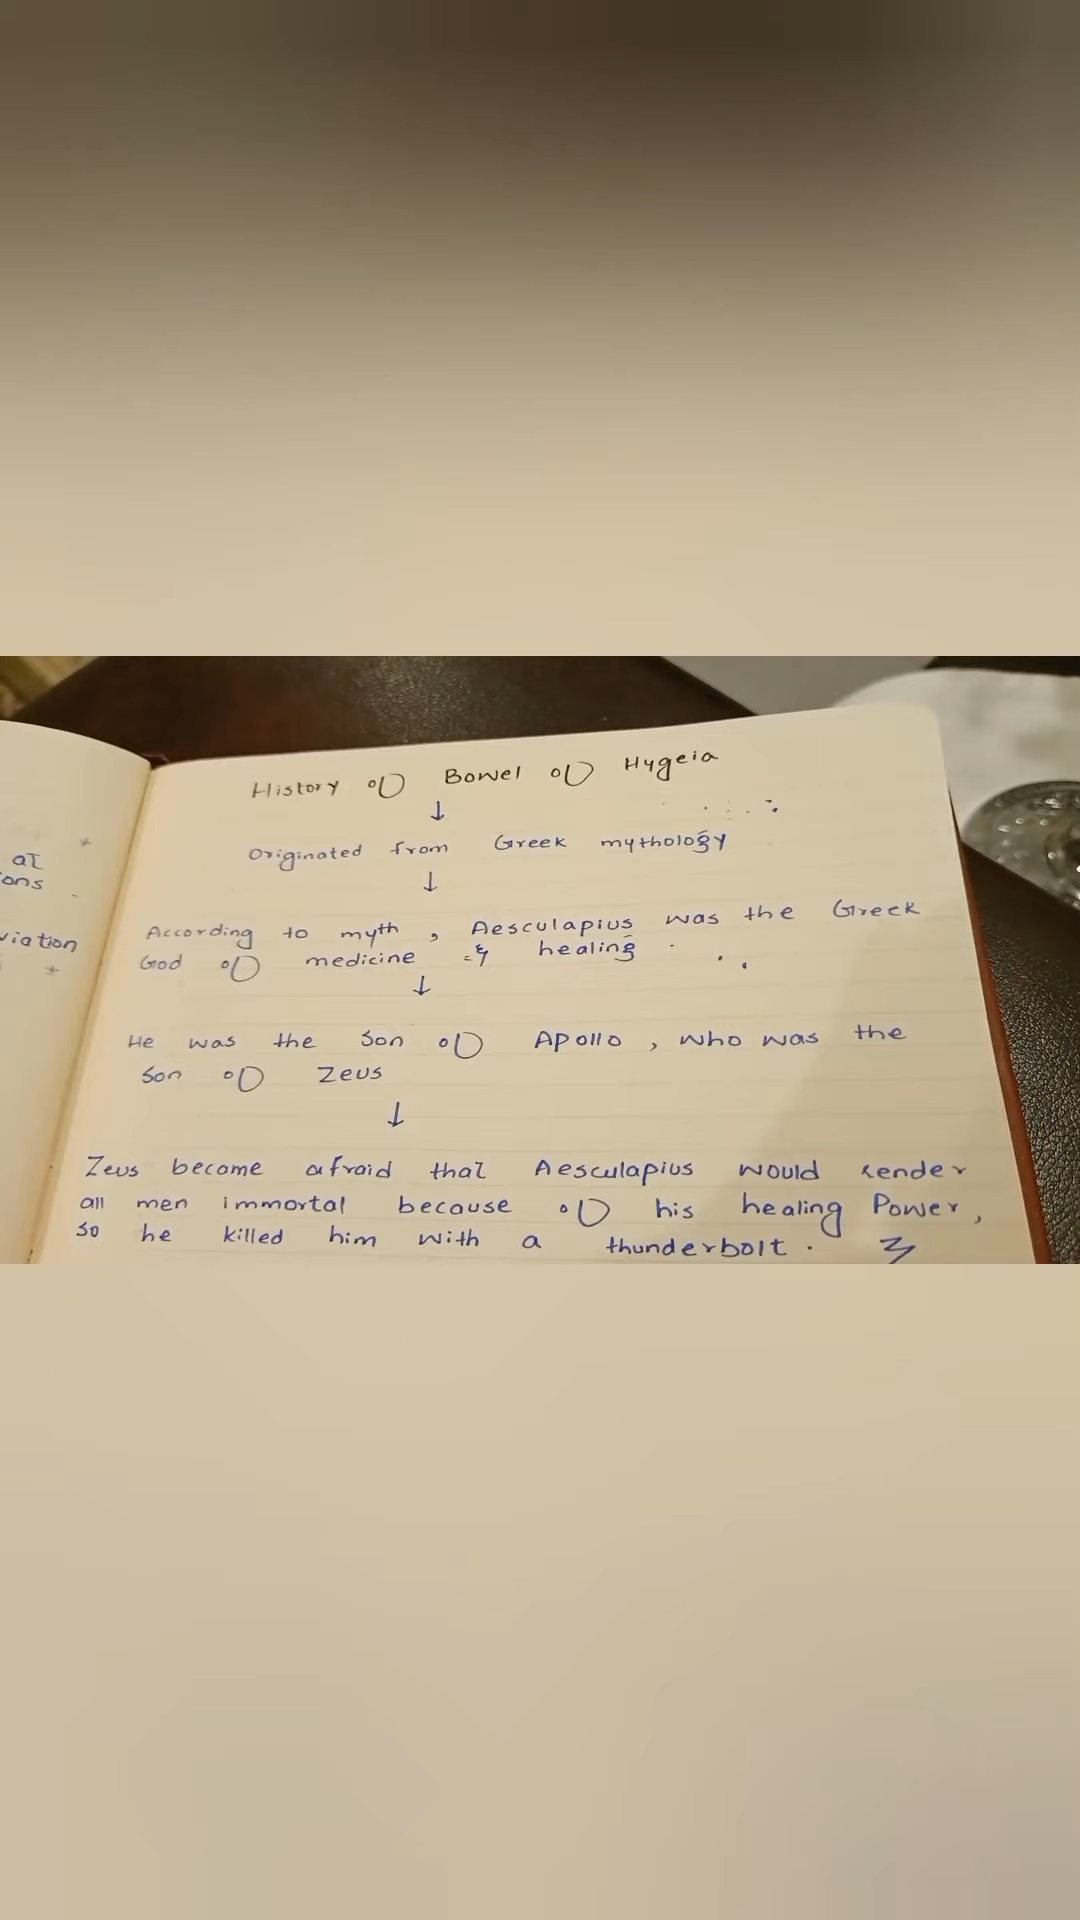 History of Bowel of Hygeia
↓
Originated from Greek mythology
↓
According to myth, Aesculapius was the Greek
God of medicine & healing
↓
He was the son of Apollo, who was the
son of Zeus
↓
Zeus become afraid that Aesculapius would render
all men immortal because of his healing Power,
so he killed him with a thunderbolt.